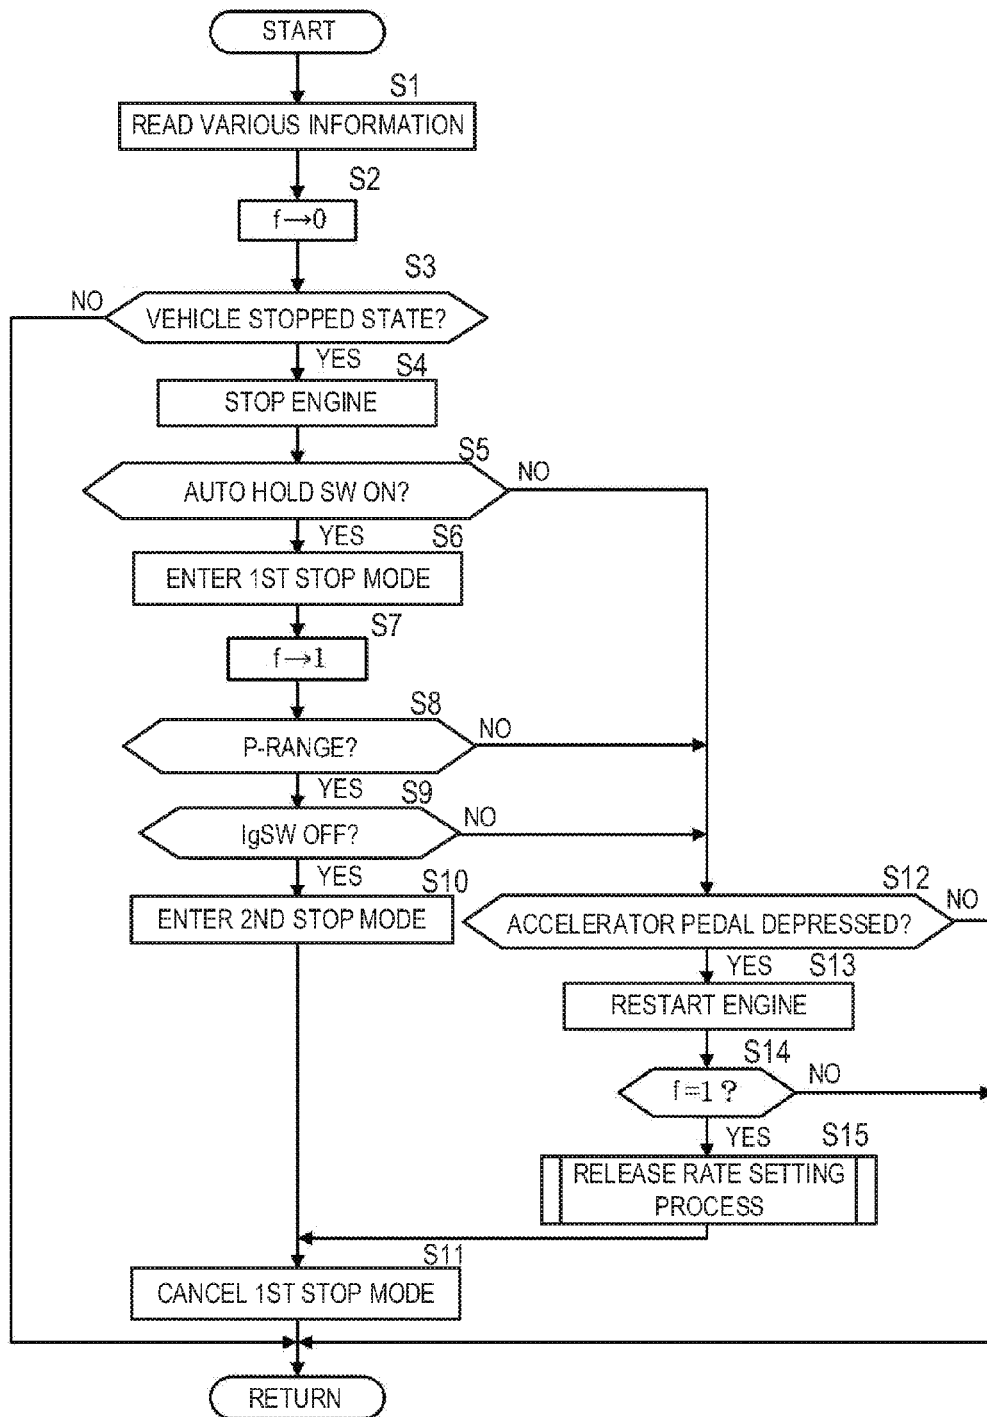 START
S1
READ VARIOUS INFORMATION
S2
f→0
S3
NO
VEHICLE STOPPED STATE?
YES
S4
STOP ENGINE
S5
NO
AUTO HOLD SW ON?
YES
S6
ENTER 1ST STOP MODE
S7
f→1
S8
NO
P-RANGE?
YES
S9
NO
IgSW OFF?
YES
S10
ENTER 2ND STOP MODE
S12
NO
ACCELERATOR PEDAL DEPRESSED?
YES
S13
RESTART ENGINE
S14
NO
f=1 ?
YES
S15
RELEASE RATE SETTING
PROCESS
S11
CANCEL 1ST STOP MODE
RETURN